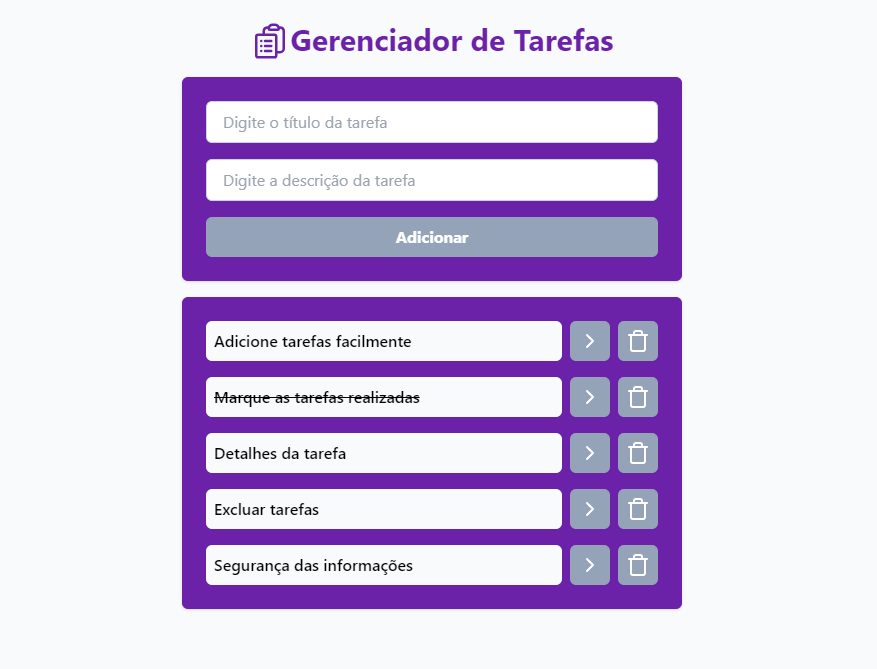 Gerenciador de Tarefas
Digite o título da tarefa
Digite a descrição da tarefa
Adicionar
Adicione tarefas facilmente
Marque as tarefas realizadas
Detalhes da tarefa
Excluar tarefas
Segurança das informações